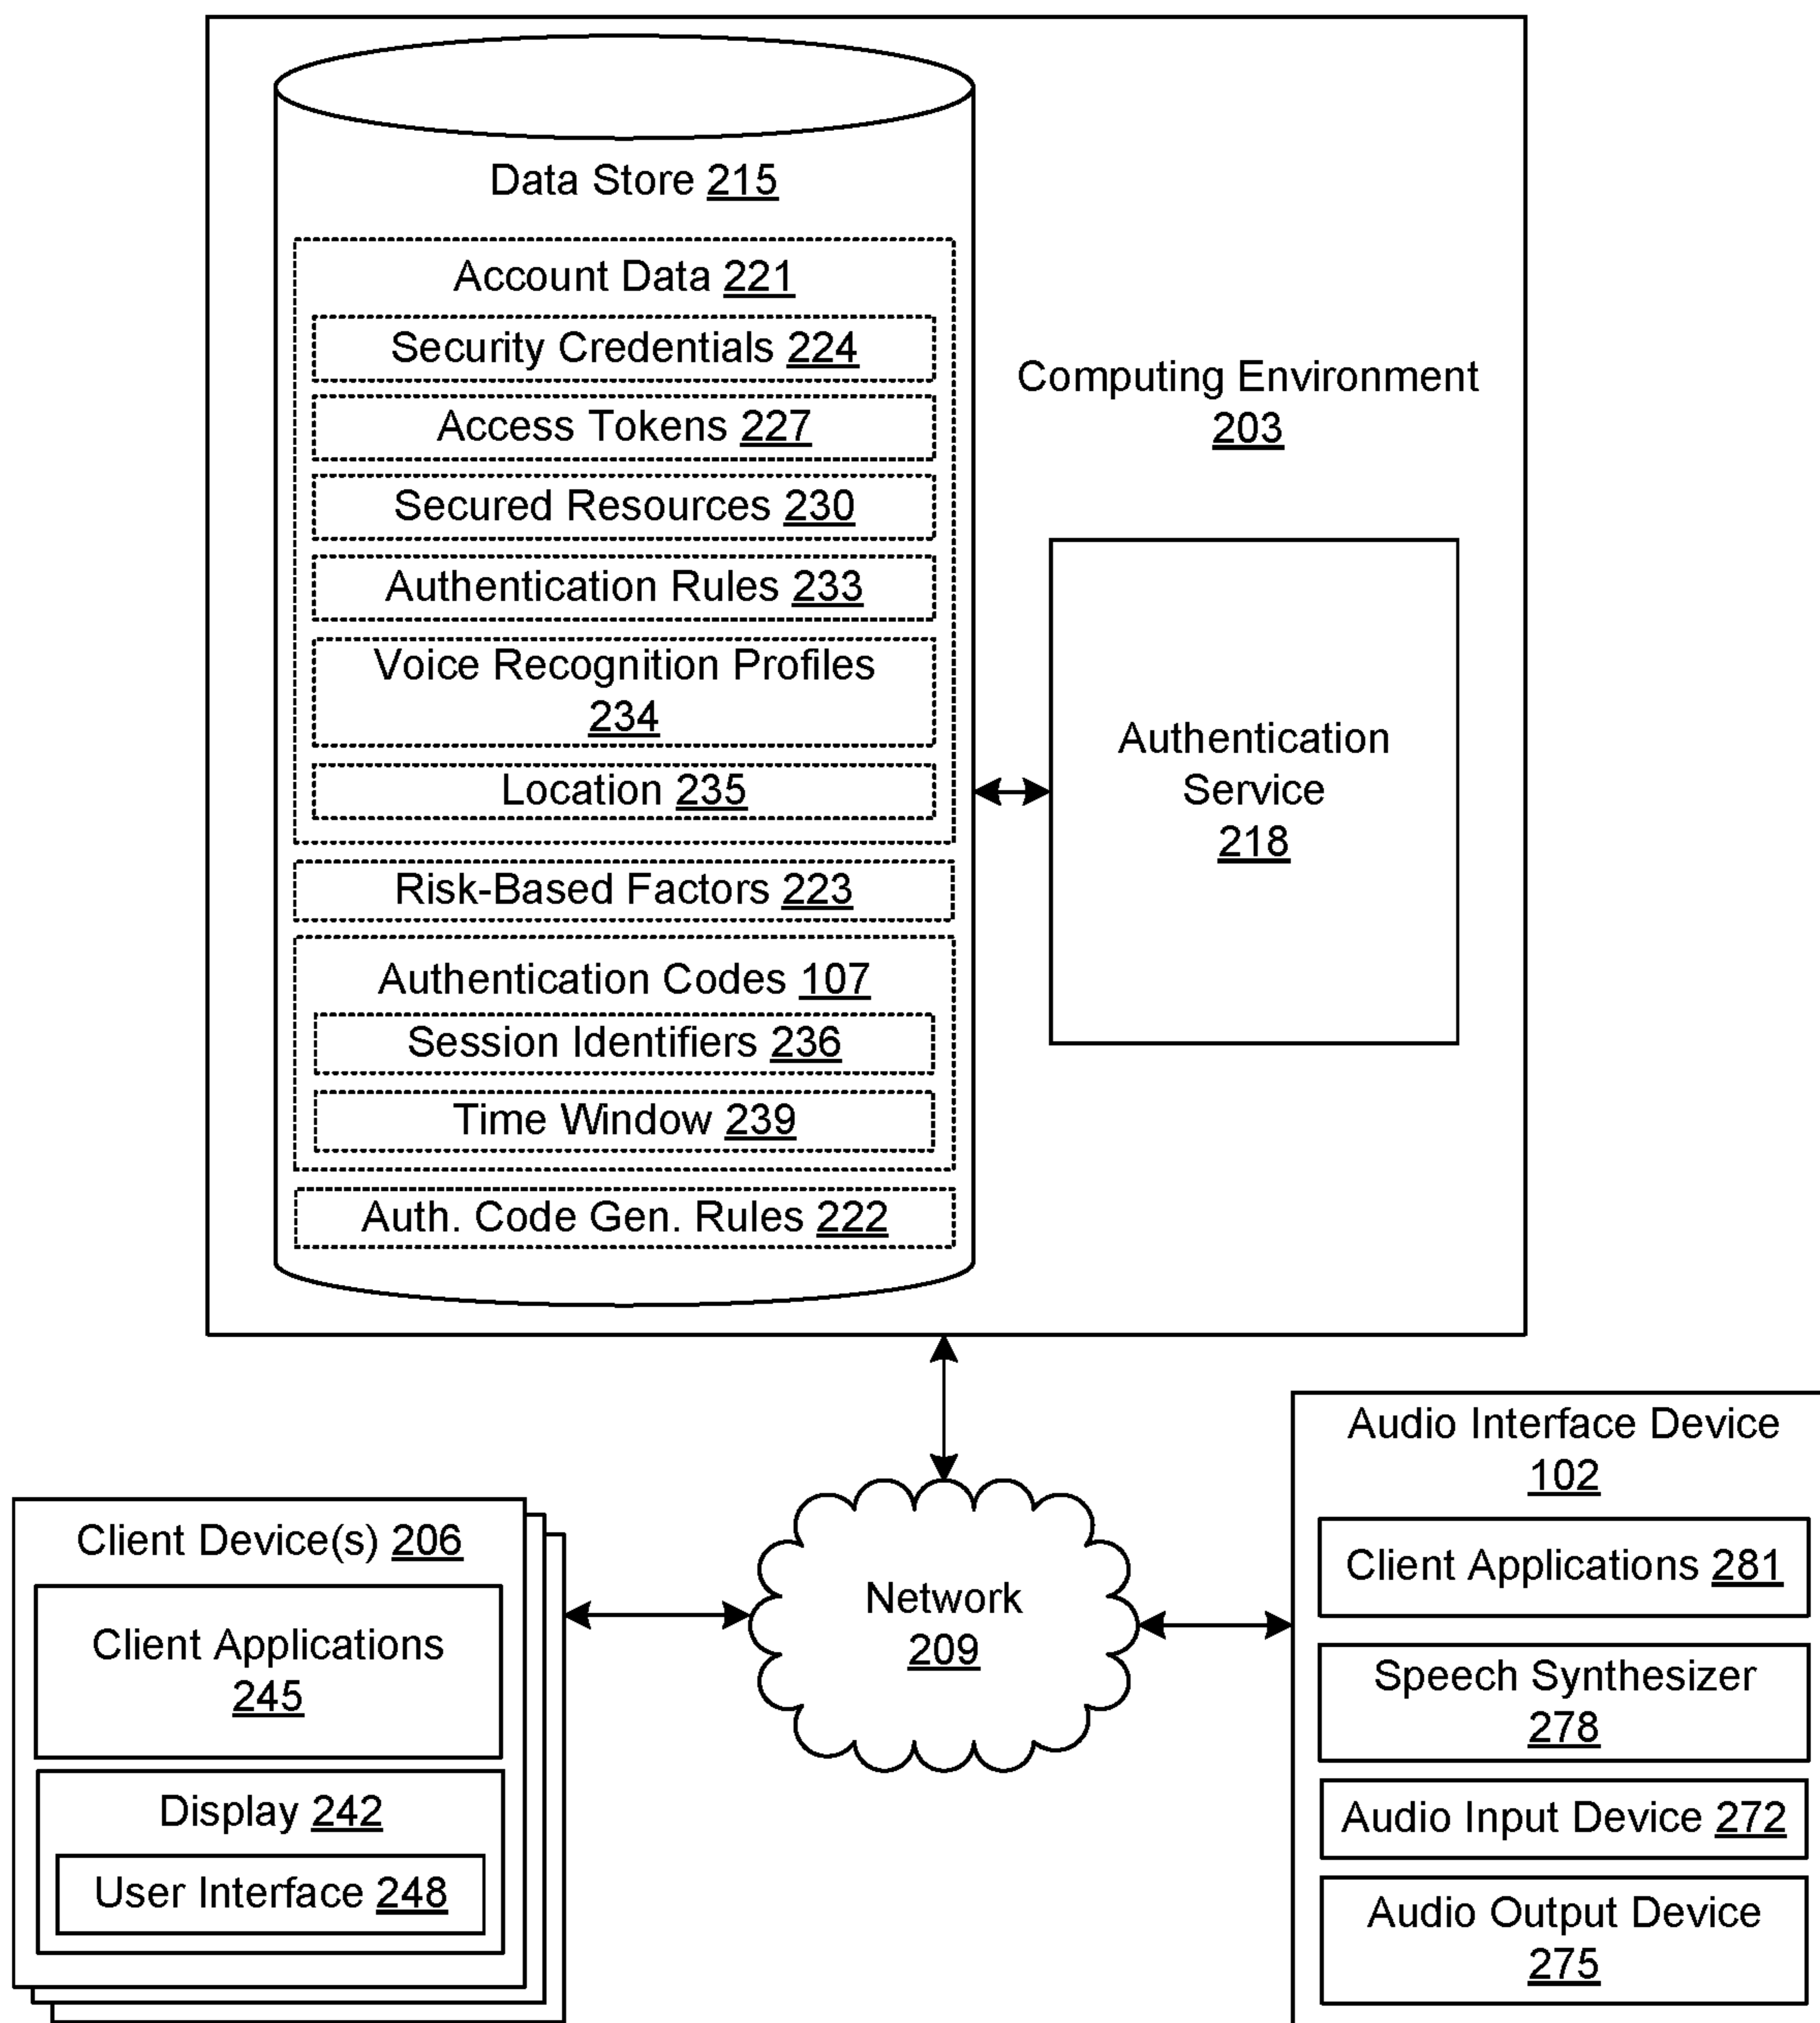 Data Store 215
Account Data 221
Security Credentials 224
Access Tokens 227
Secured Resources 230
Authentication Rules 233
Voice Recognition Profiles
234
Location 235
Risk-Based Factors 223
Authentication Codes 107
Session Identifiers 236
Time Window 239
Auth. Code Gen. Rules 222
Computing Environment
203
Authentication
Service
218
Client Device(s) 206
Client Applications
245
Display 242
User Interface 248
Network
209
Audio Interface Device
102
Client Applications 281
Speech Synthesizer
278
Audio Input Device 272
Audio Output Device
275